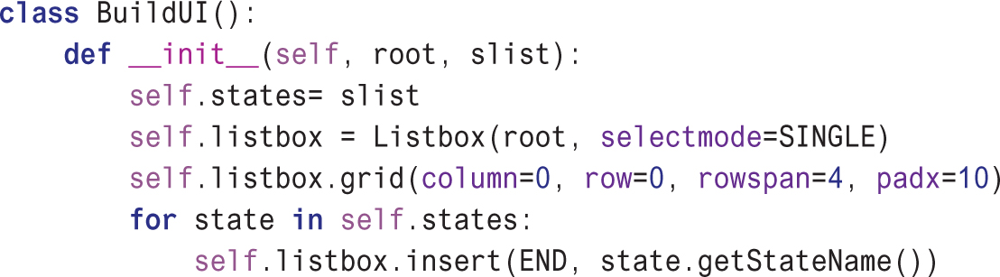 class BuildUI():
    def __init__(self, root, slist):
        self.states= slist
        self.listbox = Listbox(root, selectmode=SINGLE)
        self.listbox.grid(column=0, row=0, rowspan=4, padx=10)
        for state in self.states:
            self.listbox.insert(END, state.getStateName())